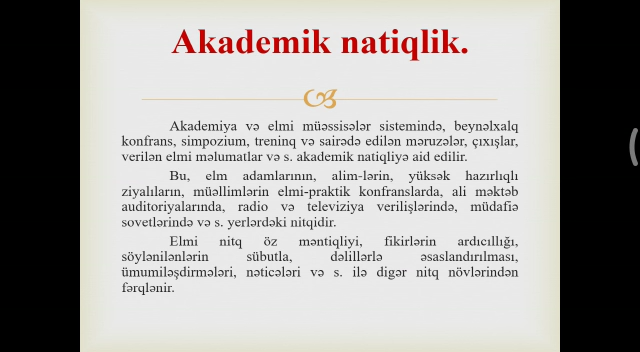 Akademik natiqlik.
Akademiya və elmi müəssisələr sistemində, beynəlxalq
konfrans, simpozium, treninq və sairədə edilən məruzələr, çıxışlar,
verilən elmi məlumatlar və s. akademik natiqliyə aid edilir.
Bu, elm adamlarının, alim-lərin, yüksək hazırlıqlı
ziyalıların, müəllimlərin elmi-praktik konfranslarda, ali məktəb
auditoriyalarında, radio və televiziya verilişlərində, müdafiə
sovetlərində və s. yerlərdəki nitqidir.
Elmi nitq öz məntiqliyi, fikirlərin ardıcıllığı,
söylənilənlərin sübutla, dəlillərlə əsaslandırılması,
ümumiləşdirmələri, nəticələri və s. ilə digər nitq növlərindən
fərqlənir.